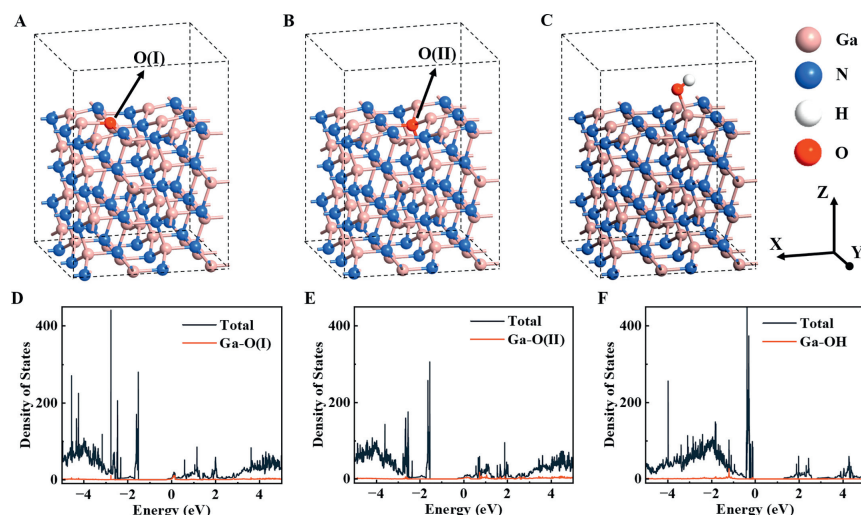 A
B
C
O(I)
O(II)
Ga
N
H
O
Z
X
Y
D
E
F
400
200
0
Density of States
Total
Ga-O(I)
−4
−2
0
2
4
Energy (eV)
400
200
0
Density of States
Total
Ga-O(II)
−4
−2
0
2
4
Energy (eV)
400
200
0
Density of States
Total
Ga-OH
−4
−2
0
2
4
Energy (eV)